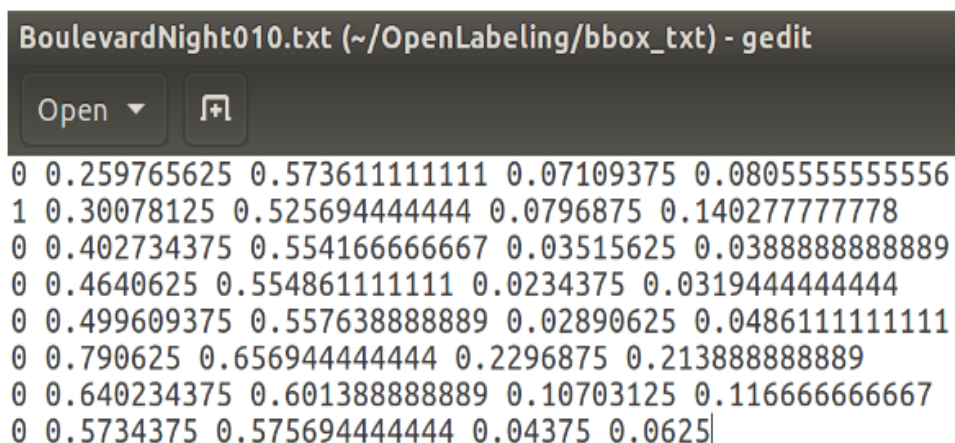 BoulevardNight010.txt (~/OpenLabeling/bbox_txt) - gedit
Open
0 0.259765625 0.573611111111 0.07109375 0.0805555555556
1 0.30078125 0.525694444444 0.0796875 0.140277777778
0 0.402734375 0.554166666667 0.03515625 0.0388888888889
0 0.4640625 0.554861111111 0.0234375 0.0319444444444
0 0.499609375 0.557638888889 0.02890625 0.0486111111111
0 0.790625 0.656944444444 0.2296875 0.213888888889
0 0.640234375 0.601388888889 0.10703125 0.116666666667
0 0.5734375 0.575694444444 0.04375 0.0625